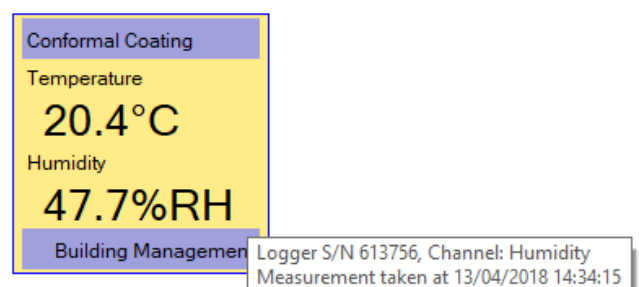 Conformal Coating
Temperature
20.4°C
Humidity
47.7%RH
Building Managemen
Logger S/N 613756, Channel: Humidity
Measurement taken at 13/04/2018 14:34:15